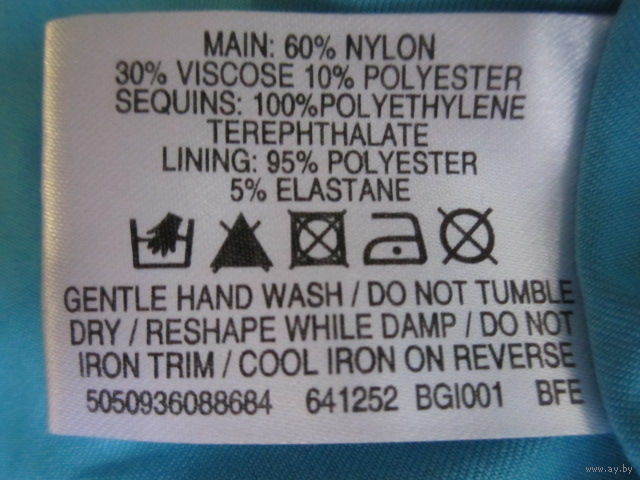 MAIN: 60% NYLON
30% VISCOSE 10% POLYESTER
SEQUINS: 100%POLYETHYLENE
TEREPHTHALATE
LINING: 95% POLYESTER
5% ELASTANE
GENTLE HAND WASH / DO NOT TUMBLE
DRY / RESHAPE WHILE DAMP / DO NOT
IRON TRIM / COOL IRON ON REVERSE
5050936088684 641252 BGI001 BFE
www.ay.by